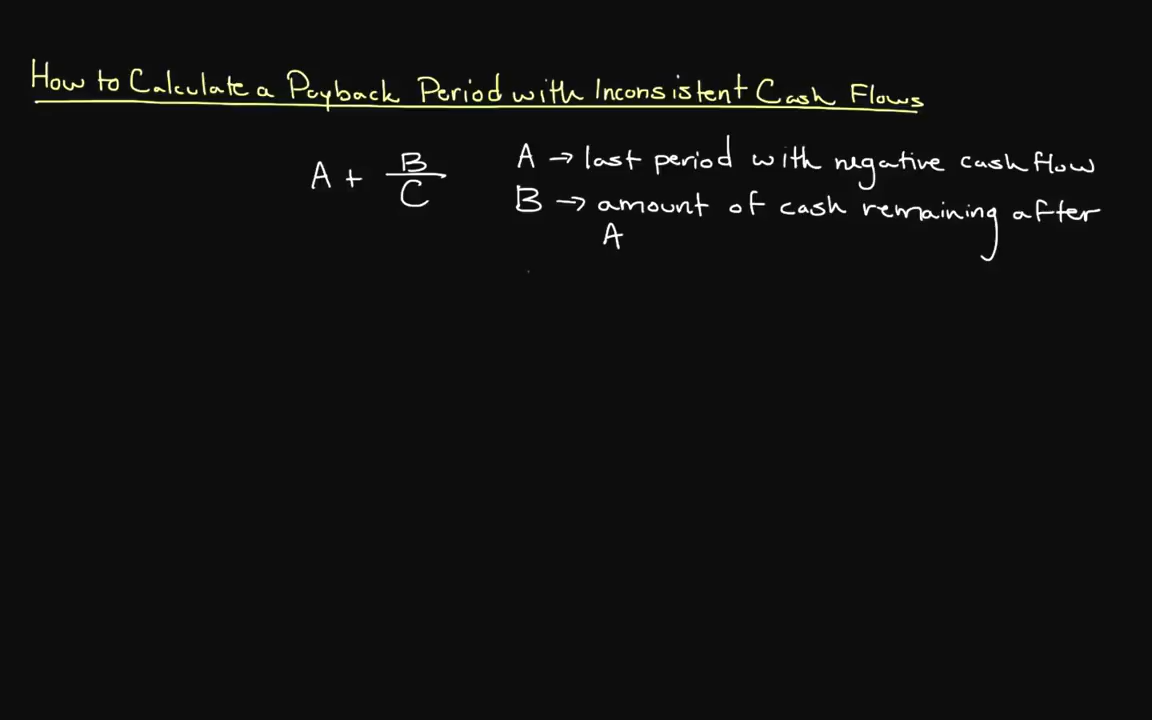 How to Calculate a Payback Period with Inconsistent Cash Flows
A + B/C
A → last period with negative cash flow
B → amount of cash remaining after
A